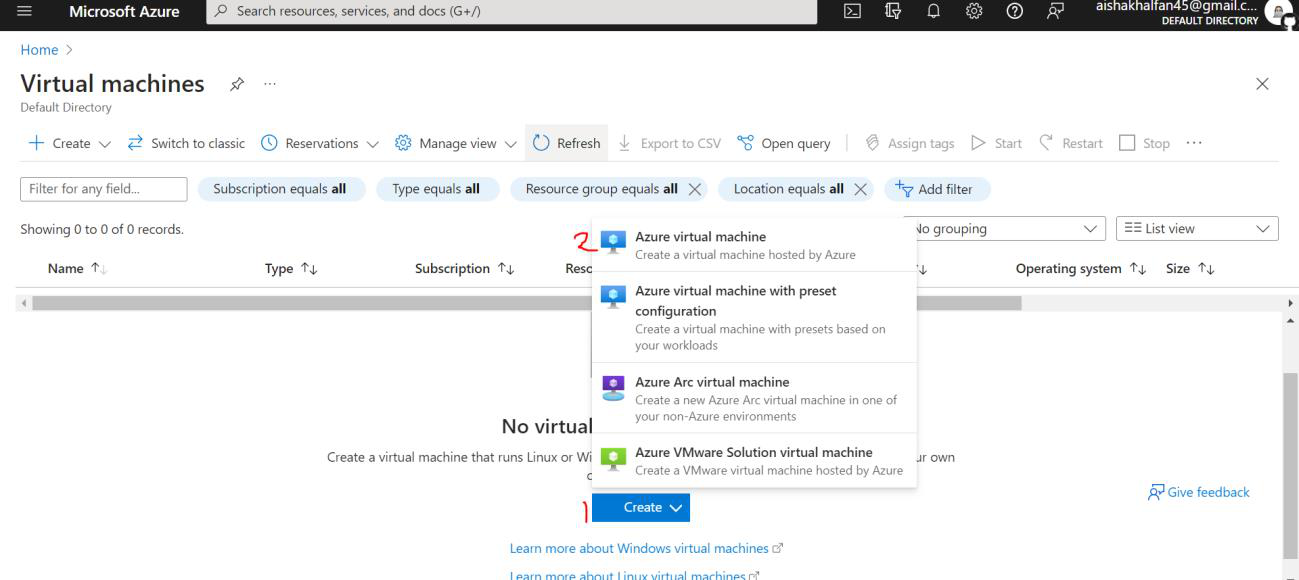 Microsoft Azure
Search resources, services, and docs (G+/)
aishakhalfan45@gmail.c...
DEFAULT DIRECTORY
Home >
Virtual machines ...
Default Directory
Create Switch to classic Reservations Manage view Refresh Export to CSV Open query Assign tags Start Restart Stop ...
Filter for any field... Subscription equals all Type equals all Resource group equals all Location equals all Add filter
Showing 0 to 0 of 0 records. No grouping List view
Name Type Subscription Reso Operating system Size
2 Azure virtual machine
Create a virtual machine hosted by Azure
Azure virtual machine with preset
configuration
Create a virtual machine with presets based on
your workloads
Azure Arc virtual machine
Create a new Azure Arc virtual machine in one of
your non-Azure environments
Azure VMware Solution virtual machine
Create a VMware virtual machine hosted by Azure
No virtual
Create a virtual machine that runs Linux or Wi ur own
1 Create
Give feedback
Learn more about Windows virtual machines
Learn more about Linux virtual machines